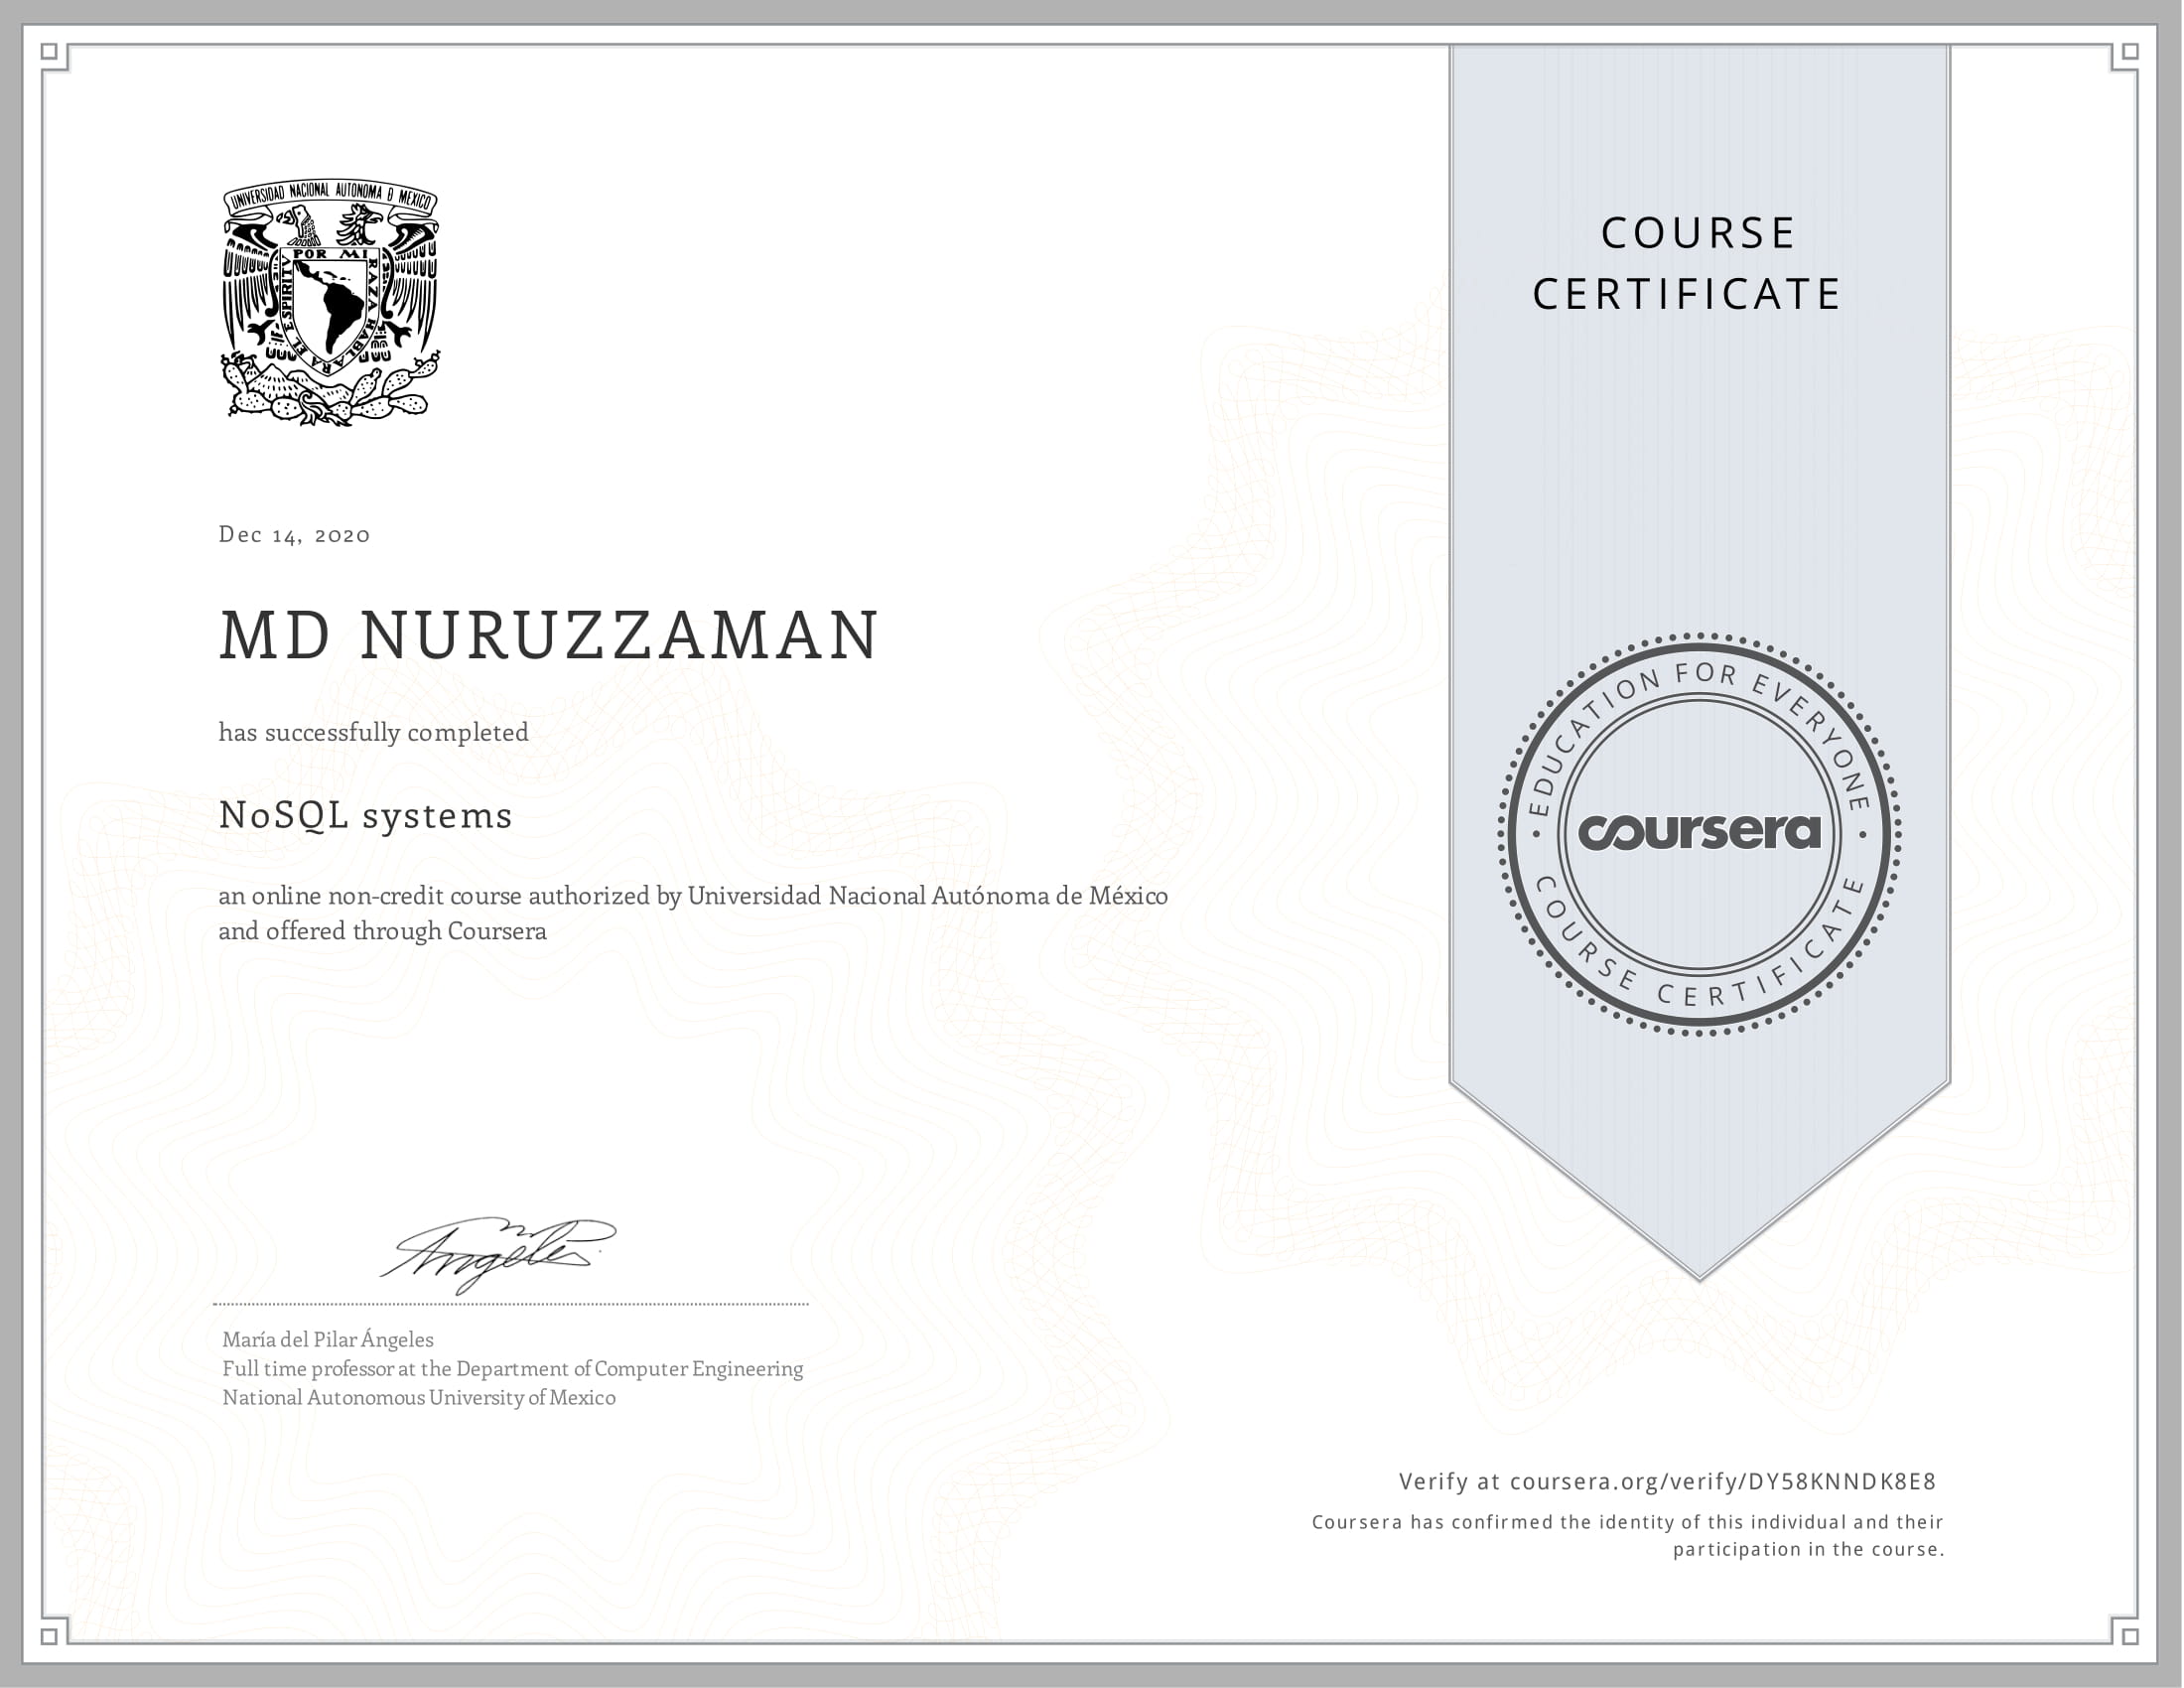 UNIVERSIDAD NACIONAL AUTONOMA D MEXICO
POR MI RAZA HABLARA EL ESPIRITV
COURSE
CERTIFICATE
Dec 14, 2020
MD NURUZZAMAN
has successfully completed
NoSQL systems
an online non-credit course authorized by Universidad Nacional Autónoma de México
and offered through Coursera
EDUCATION FOR EVERYONE
coursera
COURSE CERTIFICATE
Angeles
María del Pilar Ángeles
Full time professor at the Department of Computer Engineering
National Autonomous University of Mexico
Verify at coursera.org/verify/DY58KNNDK8E8
Coursera has confirmed the identity of this individual and their
participation in the course.